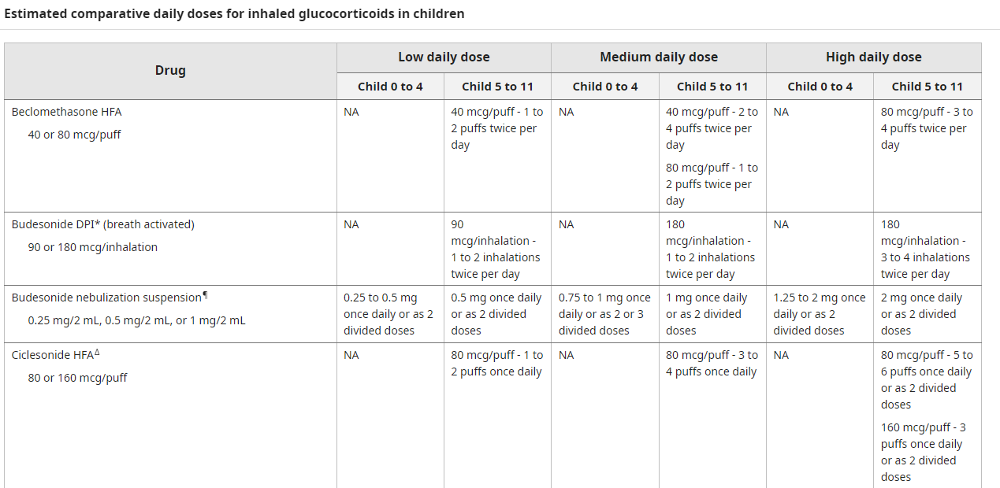 Estimated comparative daily doses for inhaled glucocorticoids in children
Drug
Low daily dose
Medium daily dose
High daily dose
Child 0 to 4
Child 5 to 11
Child 0 to 4
Child 5 to 11
Child 0 to 4
Child 5 to 11
Beclomethasone HFA
40 or 80 mcg/puff
NA
40 mcg/puff - 1 to
2 puffs twice per
day
NA
40 mcg/puff - 2 to
4 puffs twice per
day
80 mcg/puff - 1 to
2 puffs twice per
day
NA
80 mcg/puff - 3 to
4 puffs twice per
day
Budesonide DPI* (breath activated)
90 or 180 mcg/inhalation
NA
90
mcg/inhalation -
1 to 2 inhalations
twice per day
NA
180
mcg/inhalation -
1 to 2 inhalations
twice per day
NA
180
mcg/inhalation -
3 to 4 inhalations
twice per day
Budesonide nebulization suspension¶
0.25 mg/2 mL, 0.5 mg/2 mL, or 1 mg/2 mL
0.25 to 0.5 mg
once daily or as 2
divided doses
0.5 mg once daily
or as 2 divided
doses
0.75 to 1 mg once
daily or as 2 or 3
divided doses
1 mg once daily
or as 2 divided
doses
1.25 to 2 mg once
daily or as 2
divided doses
2 mg once daily
or as 2 divided
doses
Ciclesonide HFAΔ
80 or 160 mcg/puff
NA
80 mcg/puff - 1 to
2 puffs once daily
NA
80 mcg/puff - 3 to
4 puffs once daily
NA
80 mcg/puff - 5 to
6 puffs once daily
or as 2 divided
doses
160 mcg/puff - 3
puffs once daily
or as 2 divided
doses